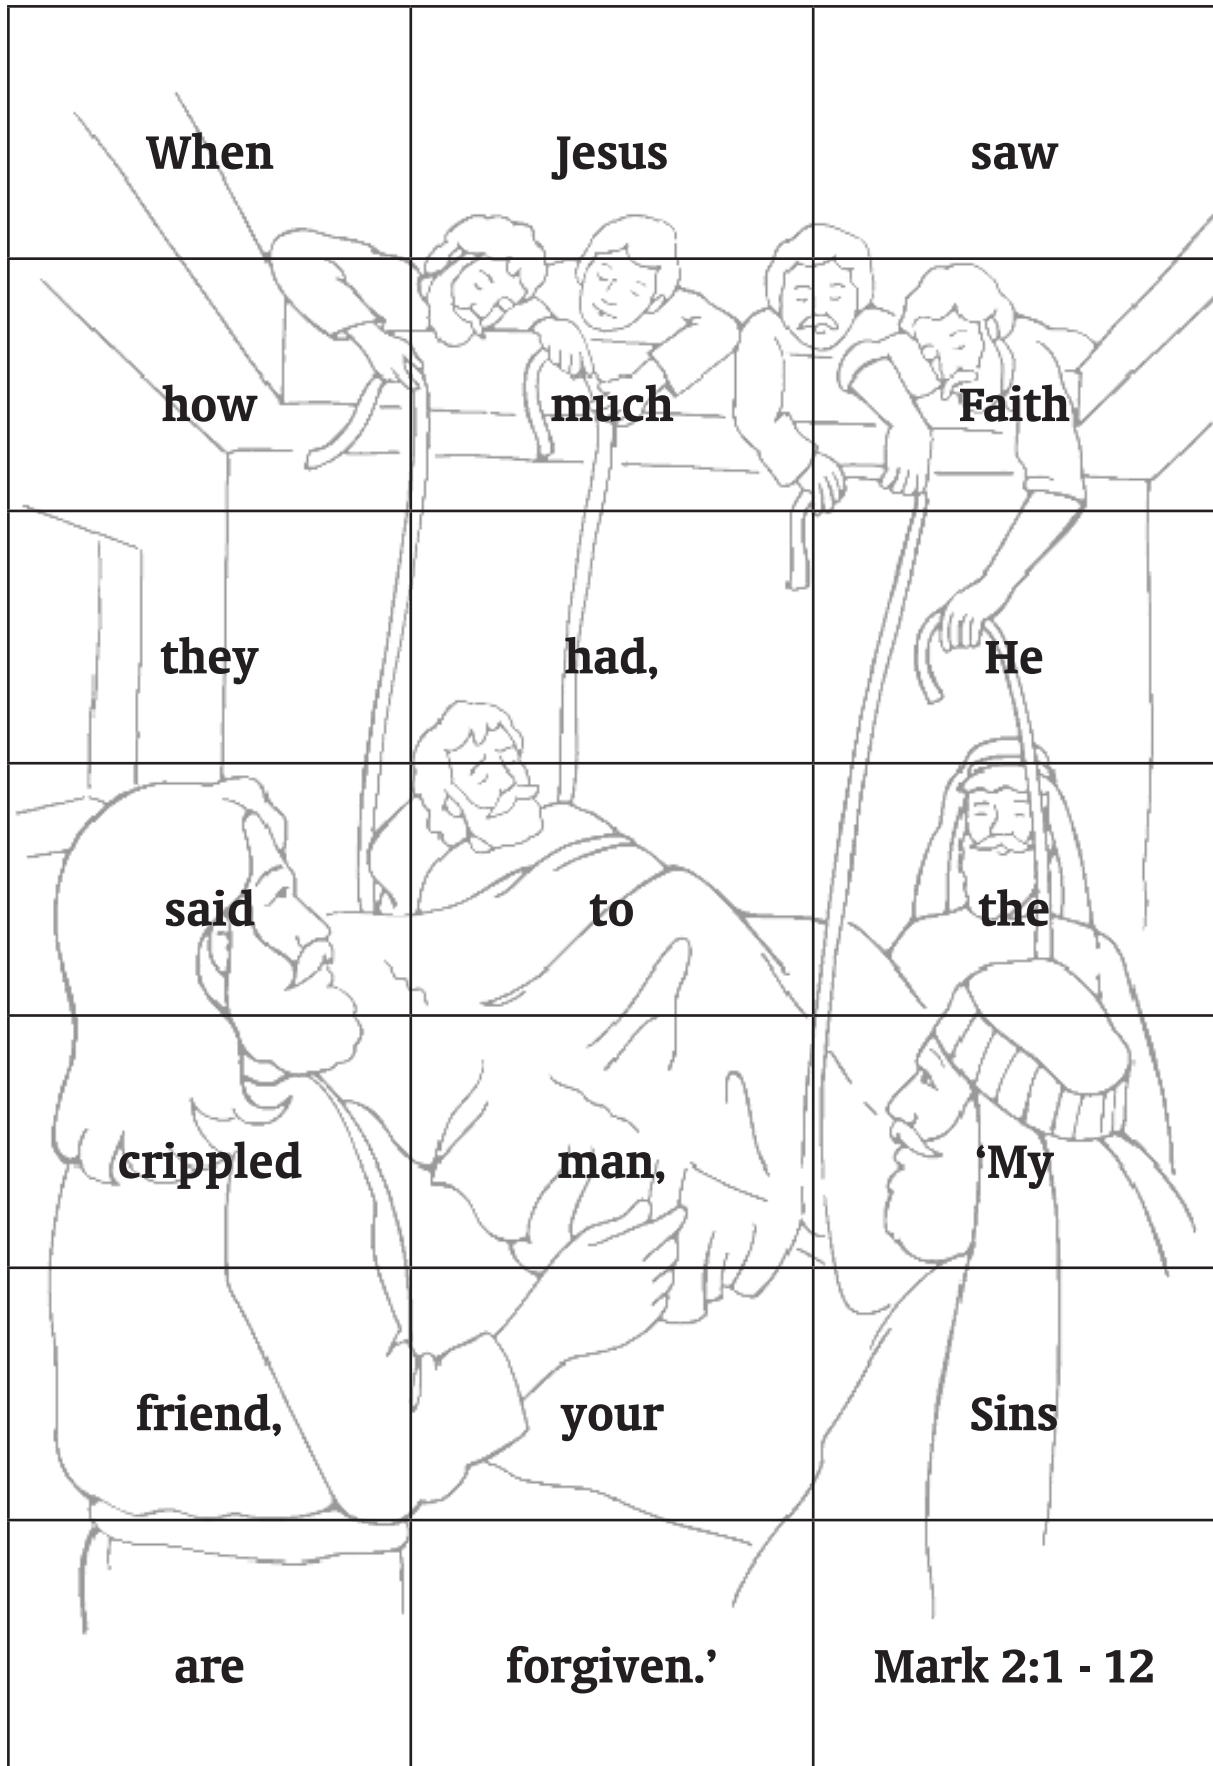 When Jesus saw
how much Faith
they had, He
said to the
crippled man, ‘My
friend, your Sins
are forgiven.’ Mark 2:1 - 12